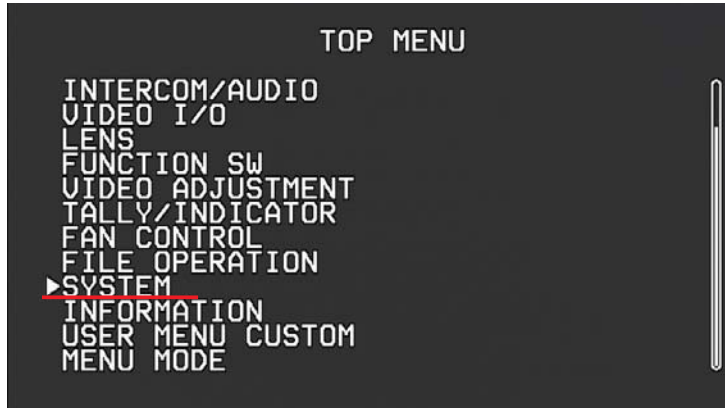 TOP MENU
INTERCOM/AUDIO
VIDEO I/O
LENS
FUNCTION SW
VIDEO ADJUSTMENT
TALLY/INDICATOR
FAN CONTROL
FILE OPERATION
▶SYSTEM
INFORMATION
USER MENU CUSTOM
MENU MODE